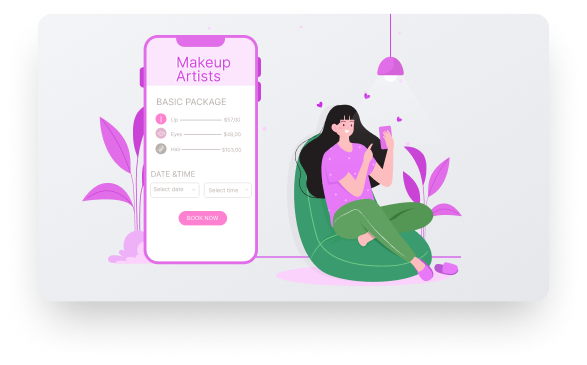 Makeup
Artists
BASIC PACKAGE
Lip $57.00
Eyes $48.00
Hair $103.00
DATE &TIME
Select date Select time
BOOK NOW